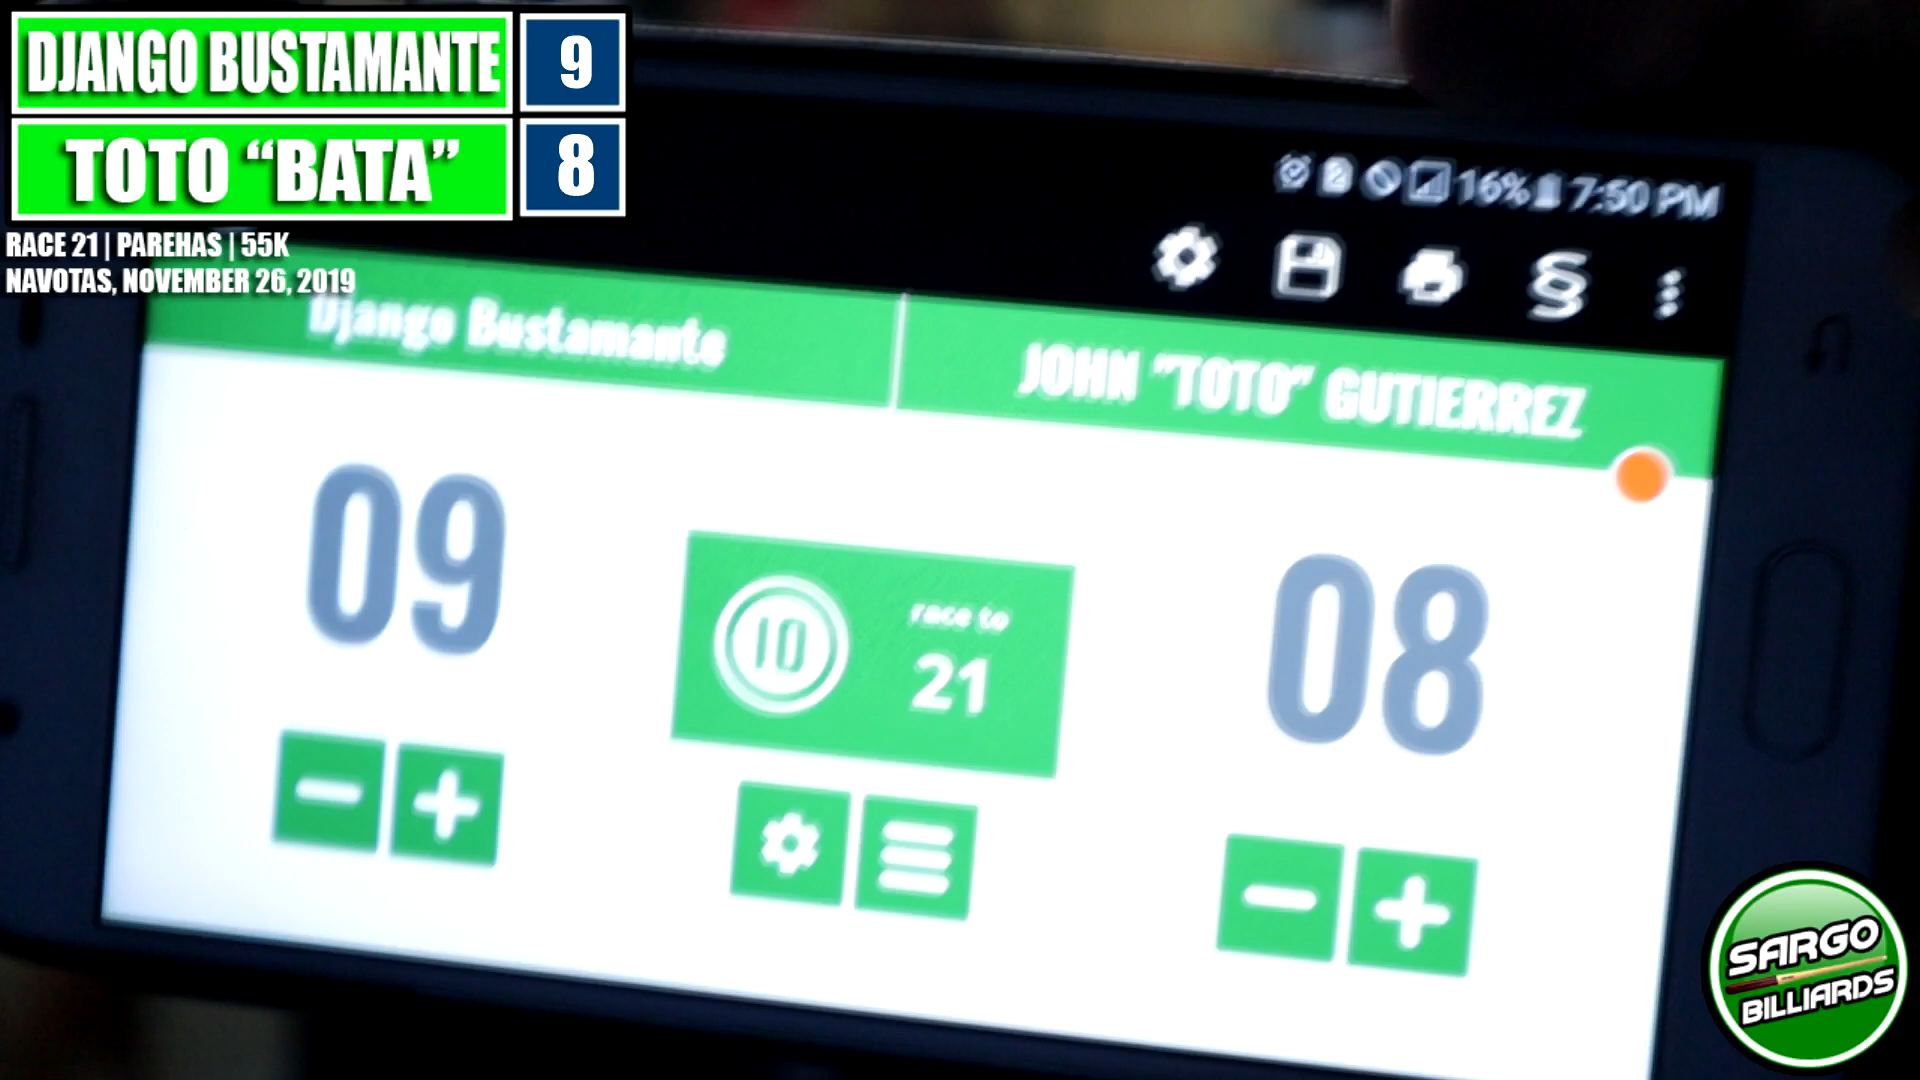 DJANGO BUSTAMANTE 9
TOTO “BATA” 8
RACE 21 | PAREHAS | 55K
NAVOTAS, NOVEMBER 26, 2019
16% 7:50 PM
§
Django Bustamante
JOHN "TOTO" GUTIERREZ
09
08
10
race to
21
SARGO
BILLIARDS